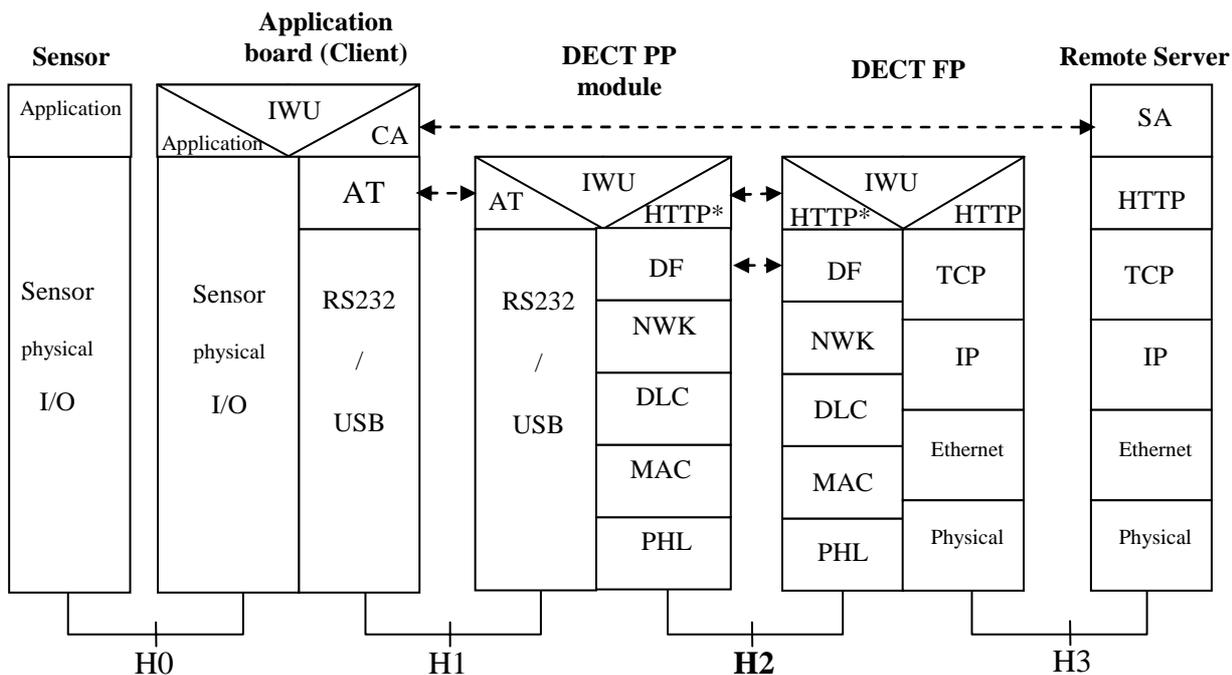 Sensor
Application
board (Client)
DECT PP
module
DECT FP
Remote Server
Application
Sensor
physical
I/O
IWU
Application
CA
Sensor
physical
I/O
AT
RS232
/
USB
IWU
AT
HTTP*
RS232
/
USB
DF
NWK
DLC
MAC
PHL
IWU
HTTP*
HTTP
DF
NWK
DLC
MAC
PHL
TCP
IP
Ethernet
Physical
SA
HTTP
TCP
IP
Ethernet
Physical
H0
H1
H2
H3